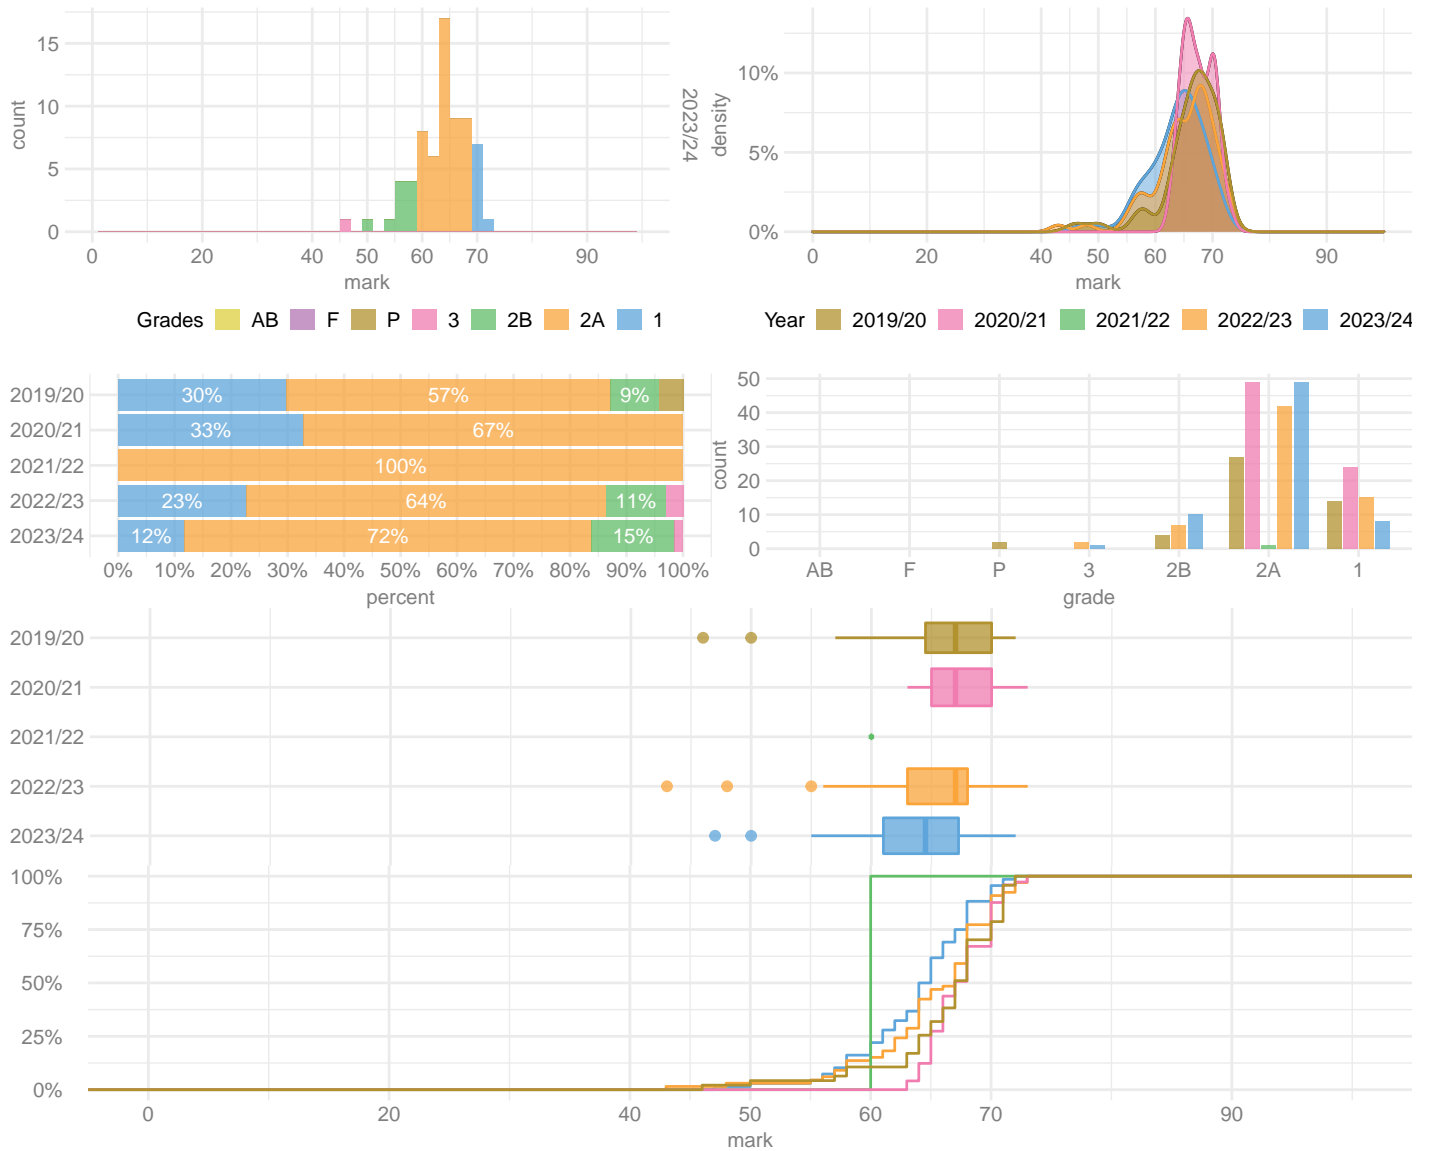 15
10
5
0
count
0 20 40 50 60 70 90
mark
2023/24
10%
5%
0%
density
0 20 40 50 60 70 90
mark
Grades AB F P 3 2B 2A 1
Year 2019/20 2020/21 2021/22 2022/23 2023/24
2019/20 30% 57% 9%
2020/21 33% 67%
2021/22 100%
2022/23 23% 64% 11%
2023/24 12% 72% 15%
0% 10% 20% 30% 40% 50% 60% 70% 80% 90% 100%
percent
50
40
30
20
10
0
count
AB F P 3 2B 2A 1
grade
2019/20
2020/21
2021/22
2022/23
2023/24
100%
75%
50%
25%
0%
0 20 40 50 60 70 90
mark